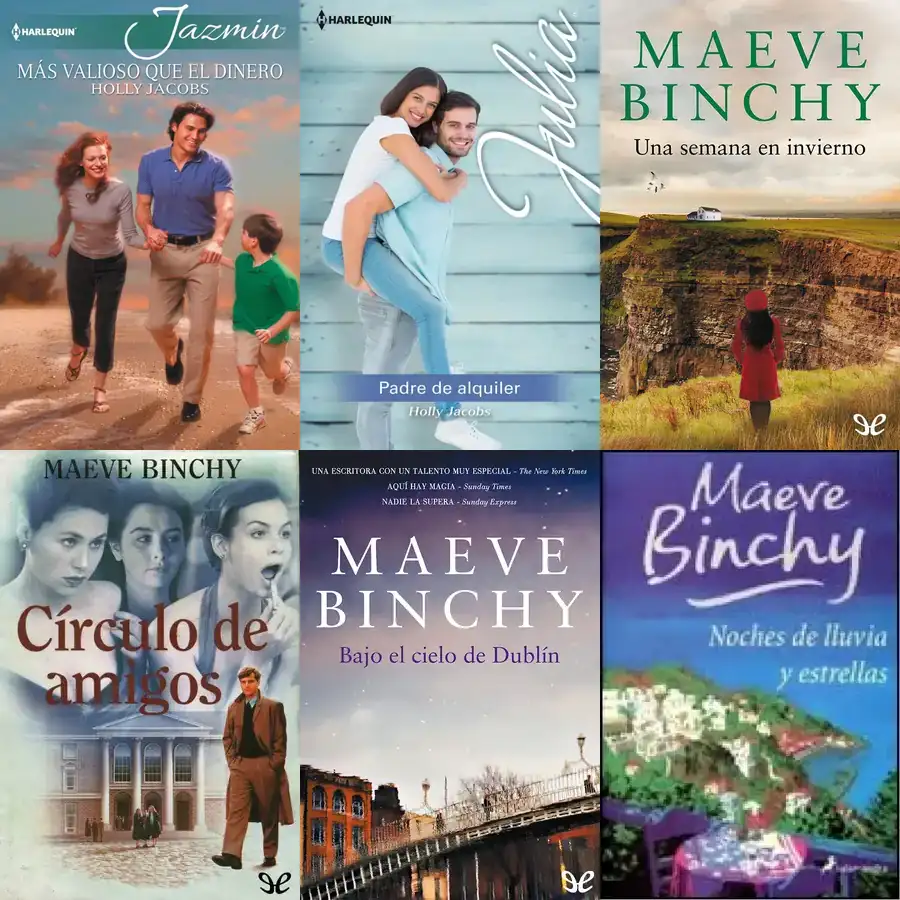 HARLEQUIN
Jazmín
MÁS VALIOSO QUE EL DINERO
HOLLY JACOBS
HARLEQUIN
Julia
Padre de alquiler
Holly Jacobs
MAEVE
BINCHY
Una semana en invierno
MAEVE BINCHY
Círculo de
amigos
UNA ESCRITORA CON UN TALENTO MUY ESPECIAL - The New York Times
AQUÍ HAY MAGIA - Sunday Times
NADIE LA SUPERA - Sunday Express
MAEVE
BINCHY
Bajo el cielo de Dublín
Maeve
Binchy
Noches de lluvia
y estrellas
salamandra